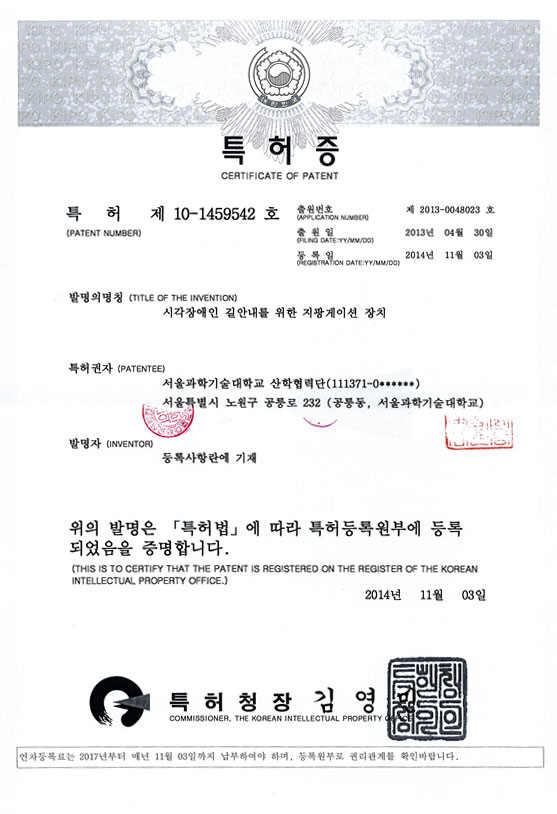 특허증
CERTIFICATE OF PATENT
특 허 제 10-1459542 호
(PATENT NUMBER)
출원번호 제 2013-0048023 호
(APPLICATION NUMBER)
출원일 2013년 04월 30일
(FILING DATE:YY/MM/DD)
등록일 2014년 11월 03일
(REGISTRATION DATE:YY/MM/DD)
발명의명칭 (TITLE OF THE INVENTION)
시각장애인 길안내를 위한 지팡게이션 장치
특허권자 (PATENTEE)
서울과학기술대학교 산학협력단(111371-0******)
서울특별시 노원구 공릉로 232 (공릉동, 서울과학기술대학교)
발명자 (INVENTOR)
등록사항란에 기재
위의 발명은 「특허법」에 따라 특허등록원부에 등록
되었음을 증명합니다.
(THIS IS TO CERTIFY THAT THE PATENT IS REGISTERED ON THE REGISTER OF THE KOREAN
INTELLECTUAL PROPERTY OFFICE.)
2014년 11월 03일
특허청장 김영민
COMMISSIONER, THE KOREAN INTELLECTUAL PROPERTY OFFICE
연차등록료는 2017년부터 매년 11월 03일까지 납부하여야 하며, 등록원부로 권리관계를 확인바랍니다.